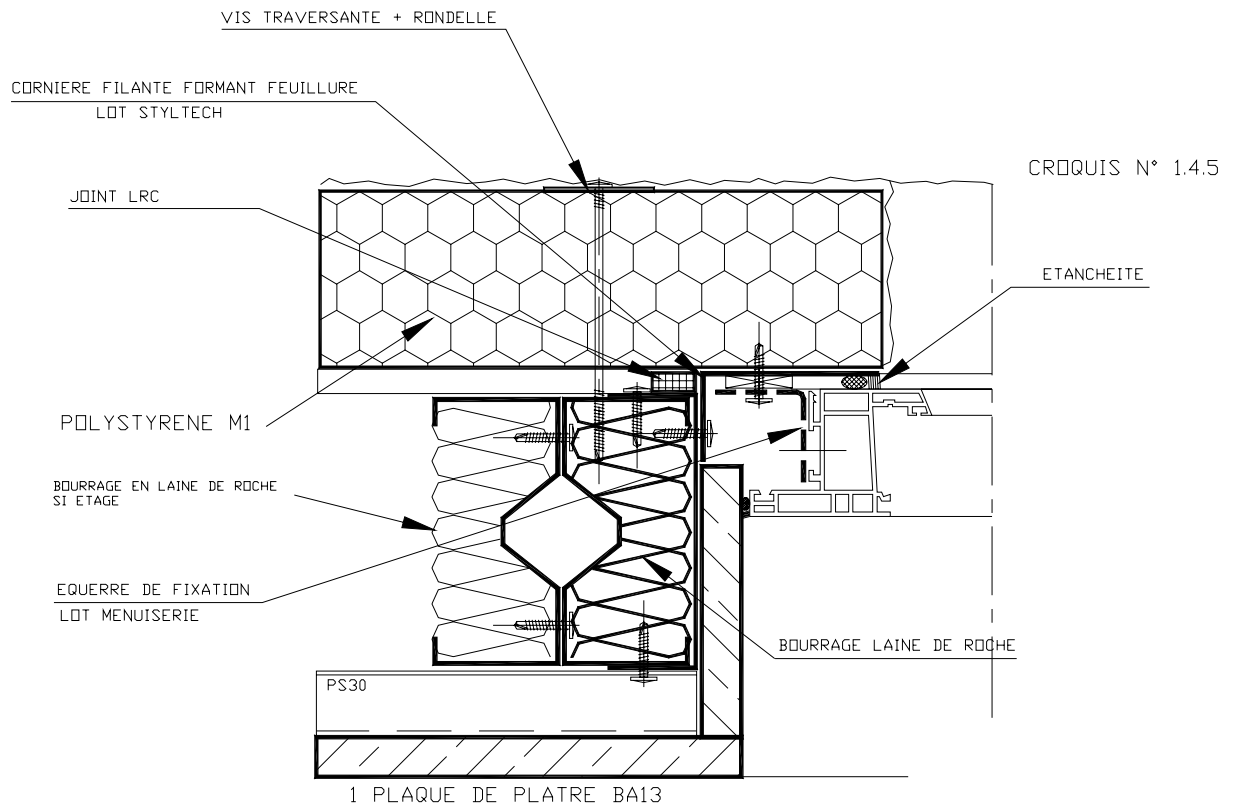 VIS TRAVERSANTE + RONDELLE
CORNIERE FILANTE FORMANT FEUILLURE
LOT STYLTECH
CROQUIS N° 1.4.5
JOINT LRC
ETANCHEITE
POLYSTYRENE M1
BOURRAGE EN LAINE DE ROCHE
SI ETAGE
EQUERRE DE FIXATION
LOT MENUISERIE
BOURRAGE LAINE DE ROCHE
PS30
1 PLAQUE DE PLATRE BA13